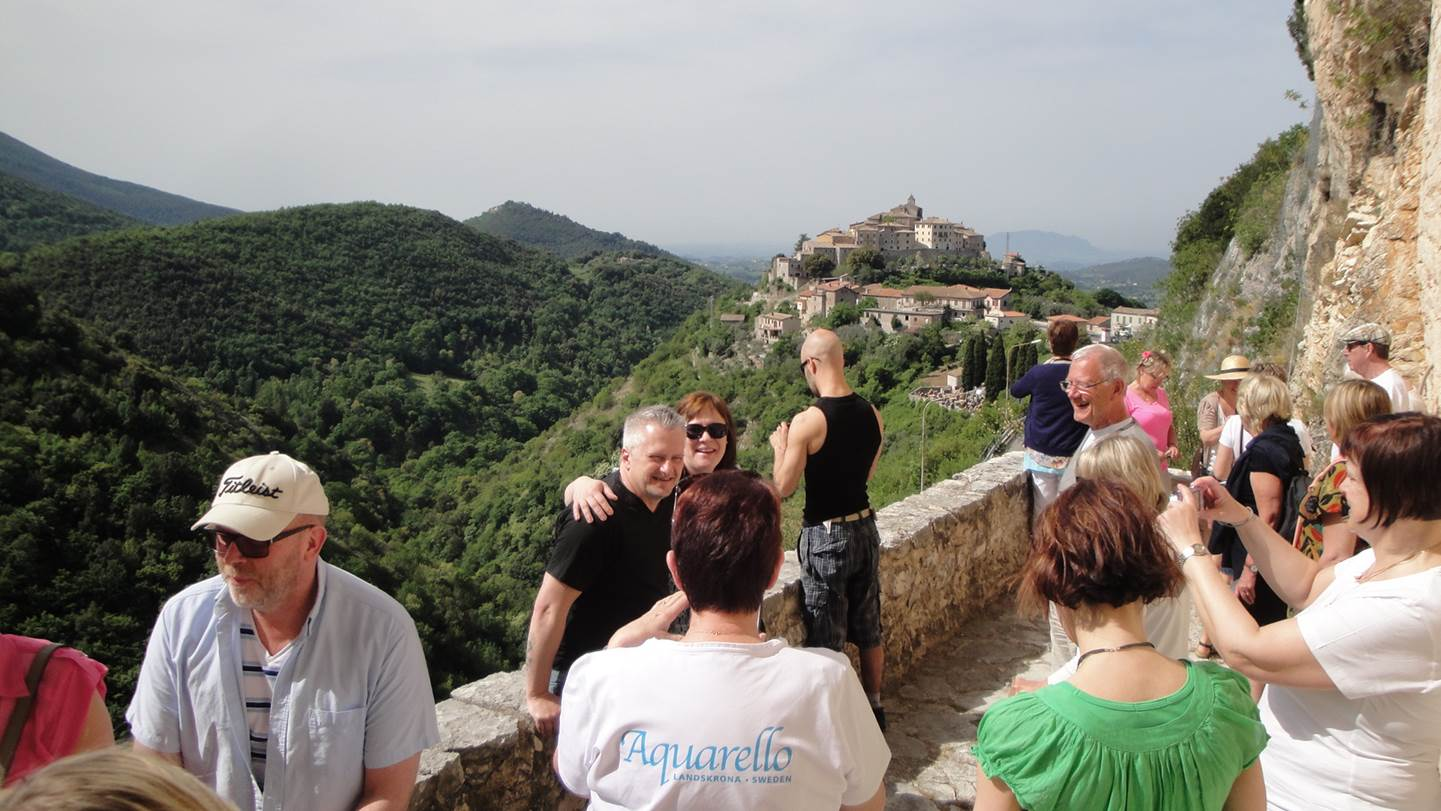 Titleist
Aquarello
LANDSKRONA • SWEDEN